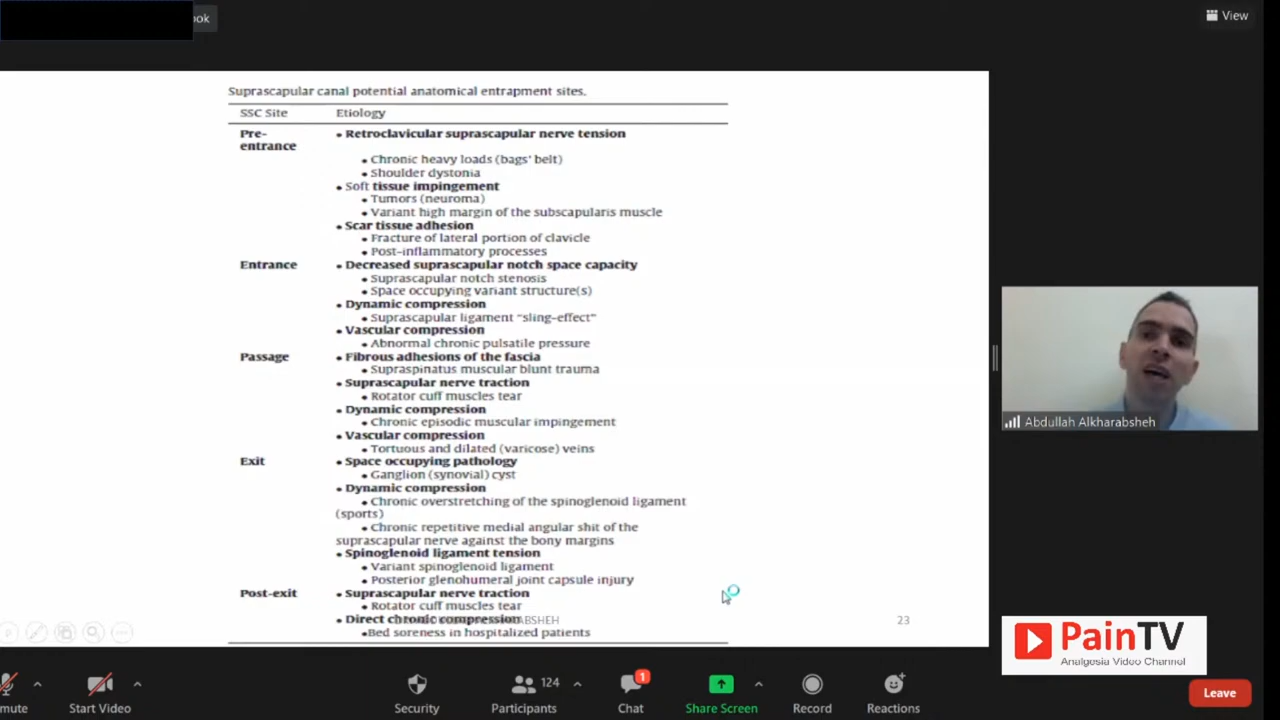 ook
View
Suprascapular canal potential anatomical entrapment sites.
SSC Site Etiology
Pre-
entrance
• Retroclavicular suprascapular nerve tension
• Chronic heavy loads (bags' belt)
• Shoulder dystonia
• Soft tissue impingement
• Tumors (neuroma)
• Variant high margin of the subscapularis muscle
• Scar tissue adhesion
• Fracture of lateral portion of clavicle
• Post-inflammatory processes
Entrance • Decreased suprascapular notch space capacity
• Suprascapular notch stenosis
• Space occupying variant structure(s)
• Dynamic compression
• Suprascapular ligament "sling-effect"
• Vascular compression
• Abnormal chronic pulsatile pressure
Passage • Fibrous adhesions of the fascia
• Supraspinatus muscular blunt trauma
• Suprascapular nerve traction
• Rotator cuff muscles tear
• Dynamic compression
• Chronic episodic muscular impingement
• Vascular compression
• Tortuous and dilated (varicose) veins
Exit • Space occupying pathology
• Ganglion (synovial) cyst
• Dynamic compression
• Chronic overstretching of the spinoglenoid ligament
(sports)
• Chronic repetitive medial angular shit of the
suprascapular nerve against the bony margins
• Spinoglenoid ligament tension
• Variant spinoglenoid ligament
• Posterior glenohumeral joint capsule injury
Post-exit • Suprascapular nerve traction
• Rotator cuff muscles tear
• Direct chronic compression
•Bed soreness in hospitalized patients
23
Abdullah Alkharabsheh
PainTV
Analgesia Video Channel
mute
Start Video
Security
124
Participants
1
Chat
Share Screen
Record
Reactions
Leave